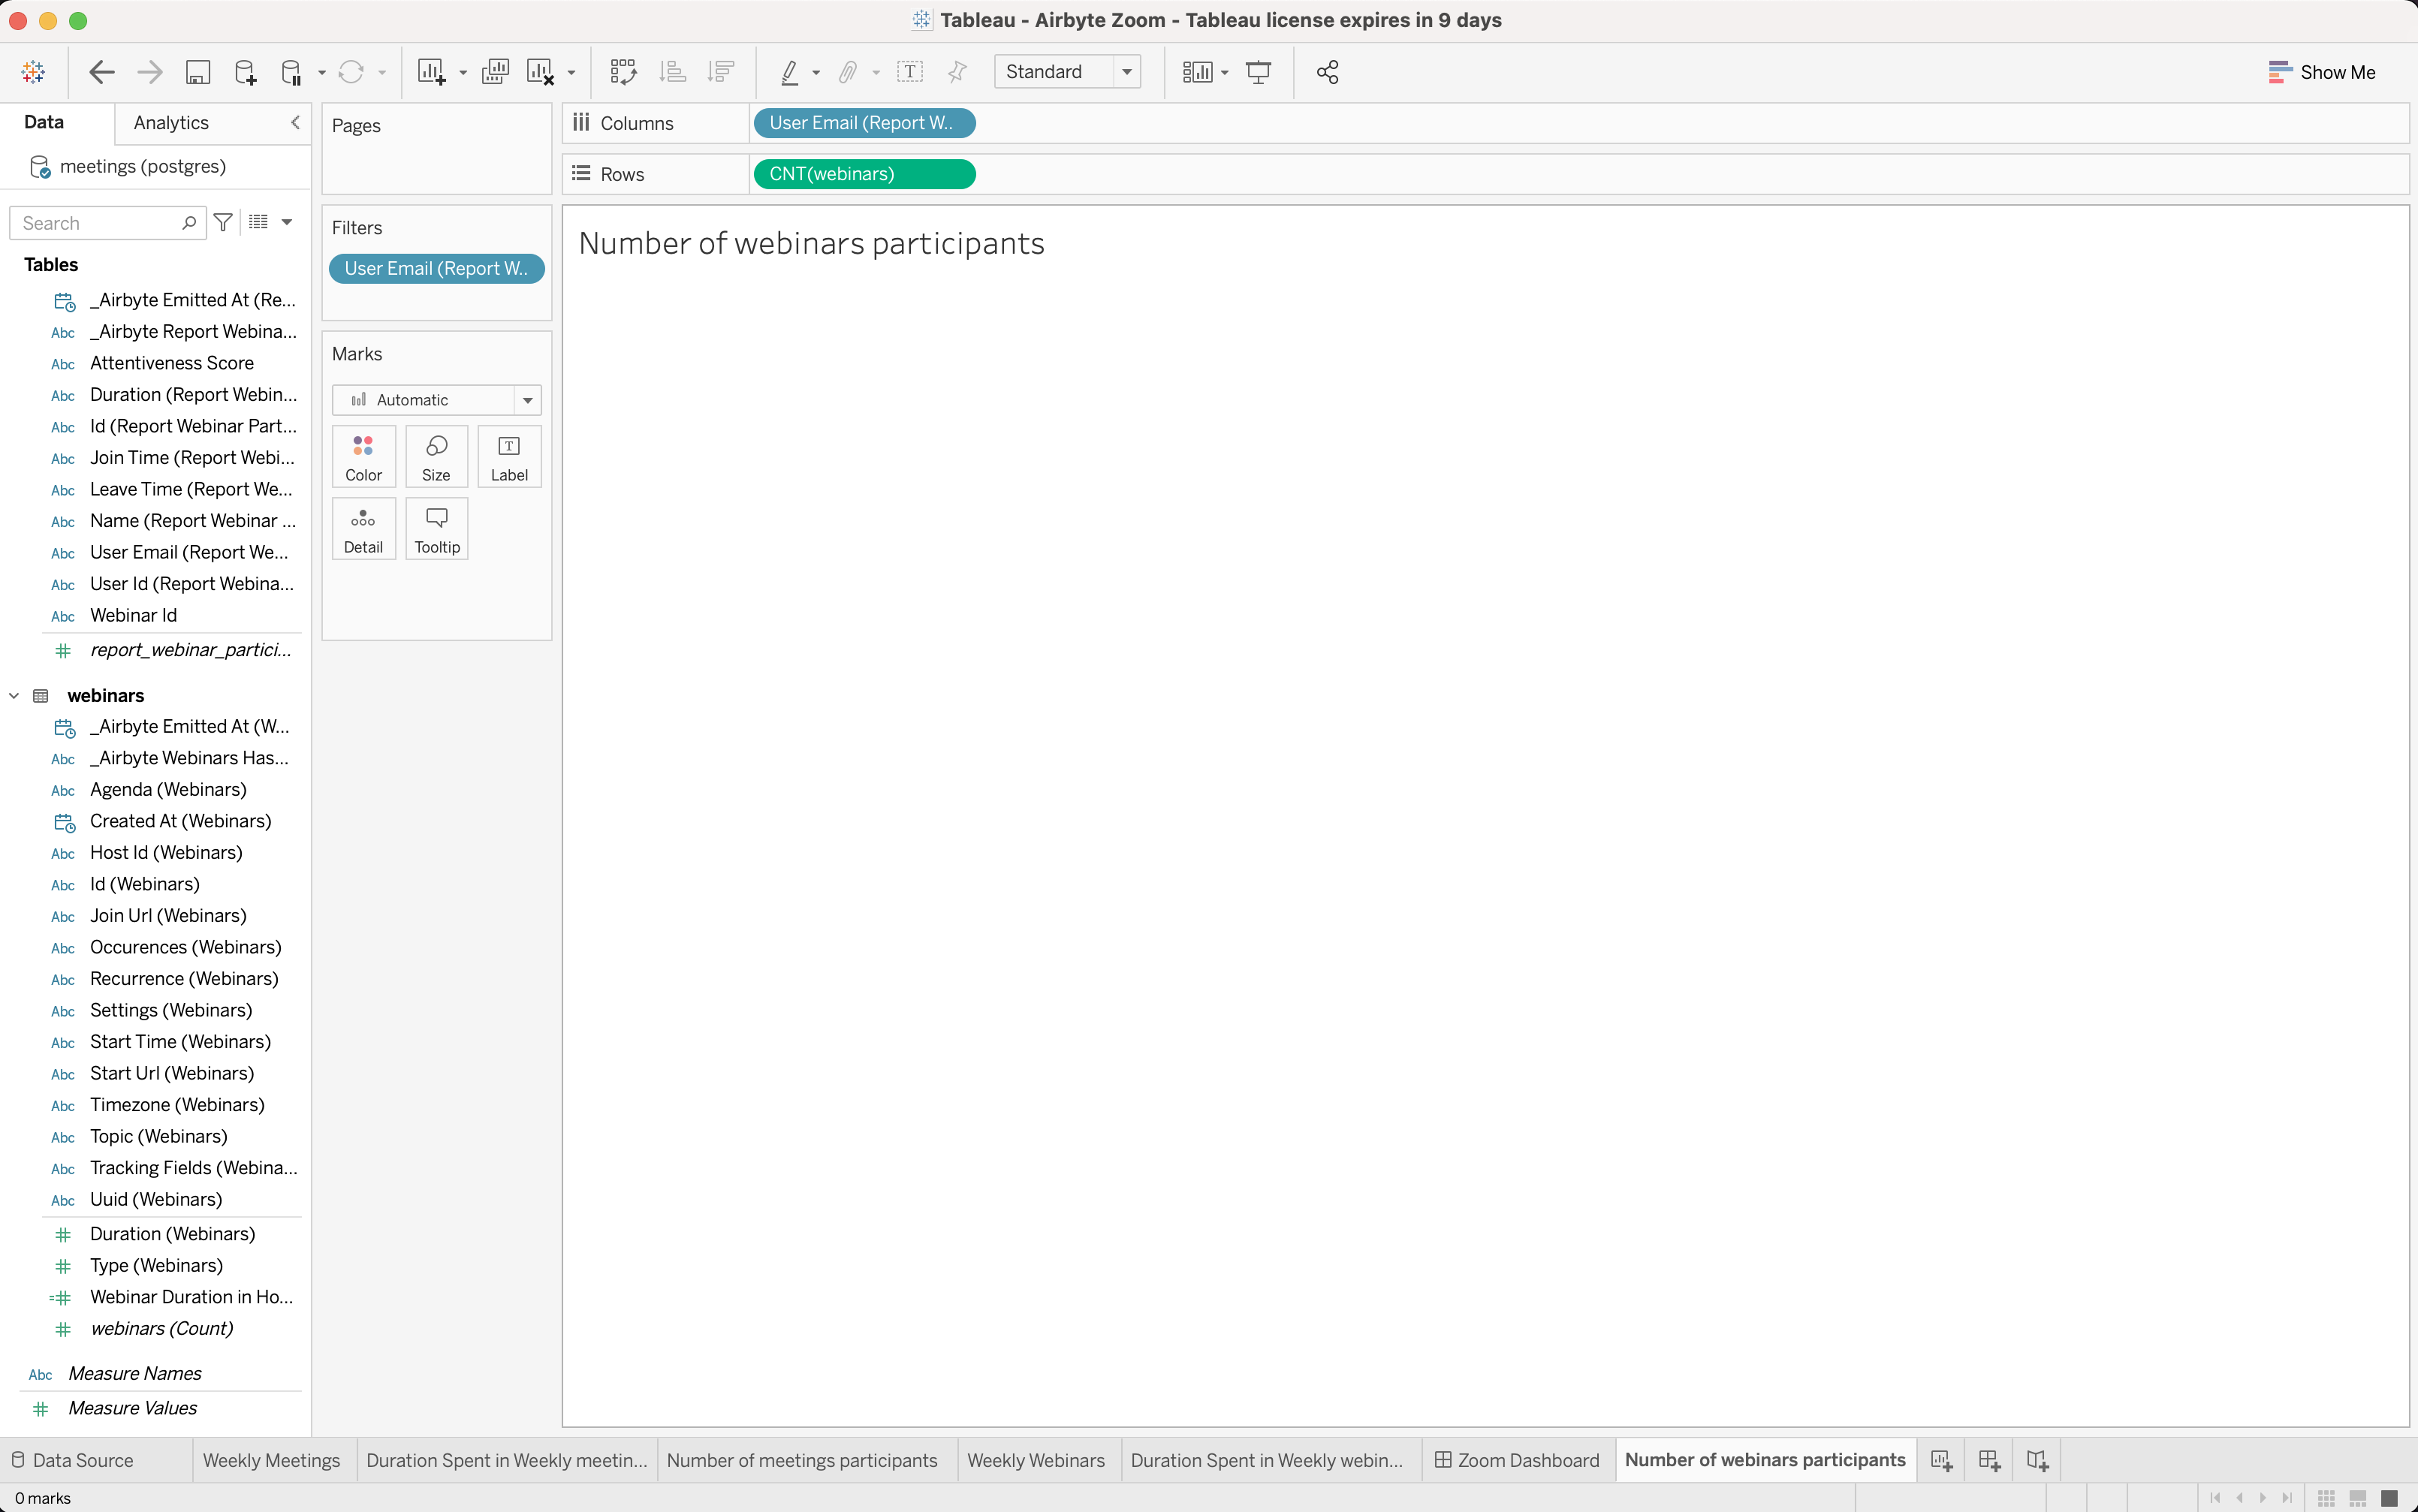 Tableau - Airbyte Zoom - Tableau license expires in 9 days
Standard
Show Me
Data
Analytics
meetings (postgres)
Search
Tables
_Airbyte Emitted At (Re...
Abc _Airbyte Report Webina...
Abc Attentiveness Score
Abc Duration (Report Webin...
Abc Id (Report Webinar Part...
Abc Join Time (Report Webi...
Abc Leave Time (Report We...
Abc Name (Report Webinar ...
Abc User Email (Report We...
Abc User Id (Report Webina...
Abc Webinar Id
# report_webinar_partici...
webinars
_Airbyte Emitted At (W...
Abc _Airbyte Webinars Has...
Abc Agenda (Webinars)
Created At (Webinars)
Abc Host Id (Webinars)
Abc Id (Webinars)
Abc Join Url (Webinars)
Abc Occurences (Webinars)
Abc Recurrence (Webinars)
Abc Settings (Webinars)
Abc Start Time (Webinars)
Abc Start Url (Webinars)
Abc Timezone (Webinars)
Abc Topic (Webinars)
Abc Tracking Fields (Webina...
Abc Uuid (Webinars)
# Duration (Webinars)
# Type (Webinars)
=# Webinar Duration in Ho...
# webinars (Count)
Abc Measure Names
# Measure Values
Pages
Filters
User Email (Report W..
Marks
Automatic
Color
Size
Label
Detail
Tooltip
Columns
User Email (Report W..
Rows
CNT(webinars)
Number of webinars participants
Data Source
Weekly Meetings
Duration Spent in Weekly meetin...
Number of meetings participants
Weekly Webinars
Duration Spent in Weekly webin...
Zoom Dashboard
Number of webinars participants
0 marks